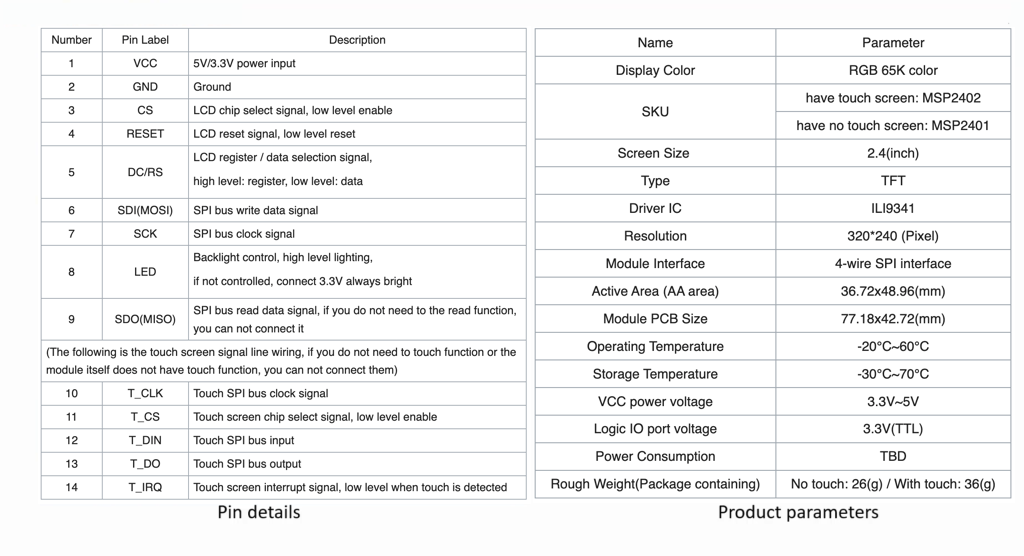 Number Pin Label Description
1 VCC 5V/3.3V power input
2 GND Ground
3 CS LCD chip select signal, low level enable
4 RESET LCD reset signal, low level reset
5 DC/RS LCD register / data selection signal,
high level: register, low level: data
6 SDI(MOSI) SPI bus write data signal
7 SCK SPI bus clock signal
8 LED Backlight control, high level lighting,
if not controlled, connect 3.3V always bright
9 SDO(MISO) SPI bus read data signal, if you do not need to the read function,
you can not connect it
(The following is the touch screen signal line wiring, if you do not need to touch function or the
module itself does not have touch function, you can not connect them)
10 T_CLK Touch SPI bus clock signal
11 T_CS Touch screen chip select signal, low level enable
12 T_DIN Touch SPI bus input
13 T_DO Touch SPI bus output
14 T_IRQ Touch screen interrupt signal, low level when touch is detected
Pin details
Name Parameter
Display Color RGB 65K color
SKU have touch screen: MSP2402
have no touch screen: MSP2401
Screen Size 2.4(inch)
Type TFT
Driver IC ILI9341
Resolution 320*240 (Pixel)
Module Interface 4-wire SPI interface
Active Area (AA area) 36.72x48.96(mm)
Module PCB Size 77.18x42.72(mm)
Operating Temperature -20°C~60°C
Storage Temperature -30°C~70°C
VCC power voltage 3.3V~5V
Logic IO port voltage 3.3V(TTL)
Power Consumption TBD
Rough Weight(Package containing) No touch: 26(g) / With touch: 36(g)
Product parameters